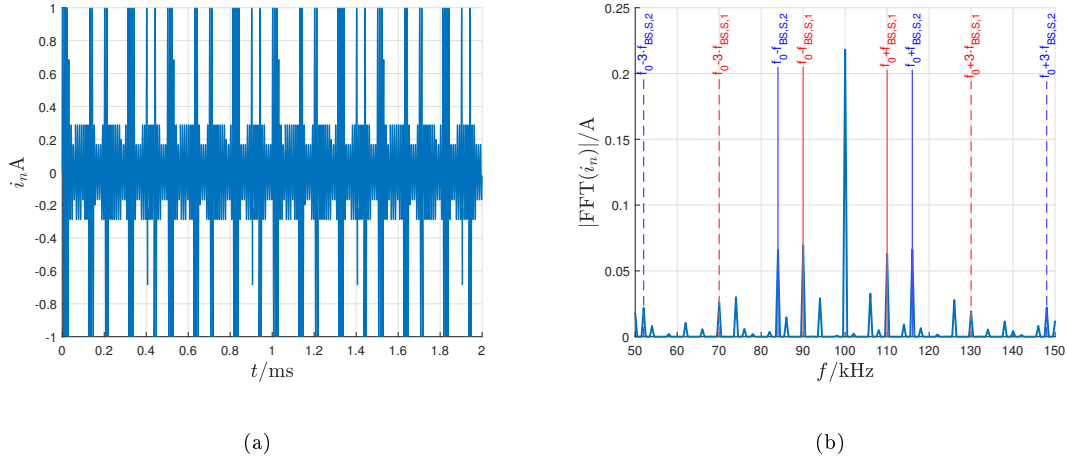 1
0.8
0.6
0.4
0.2
0
-0.2
-0.4
-0.6
-0.8
-1
i_n A
0 0.2 0.4 0.6 0.8 1 1.2 1.4 1.6 1.8 2
t/ms
(a)
0.25
0.2
0.15
0.1
0.05
0
|FFT(i_n)|/A
f_0-3·f_BS,S,2
f_0-3·f_BS,S,1
f_0-f_BS,S,2
f_0-f_BS,S,1
f_0+f_BS,S,1
f_0+f_BS,S,2
f_0+3·f_BS,S,1
f_0+3·f_BS,S,2
50 60 70 80 90 100 110 120 130 140 150
f/kHz
(b)